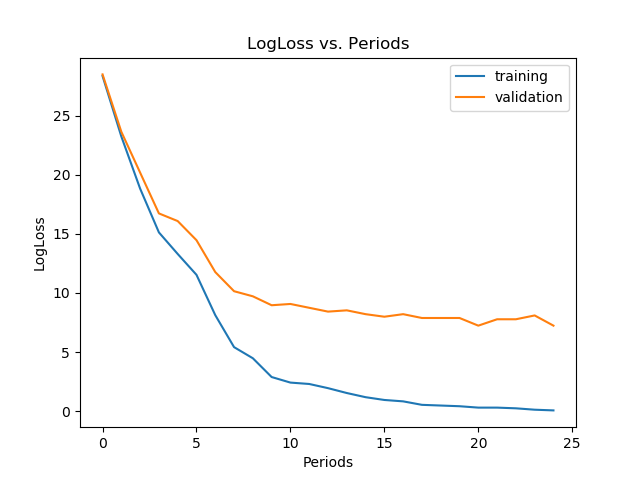 LogLoss vs. Periods
training
validation
LogLoss
25
20
15
10
5
0
0 5 10 15 20 25
Periods